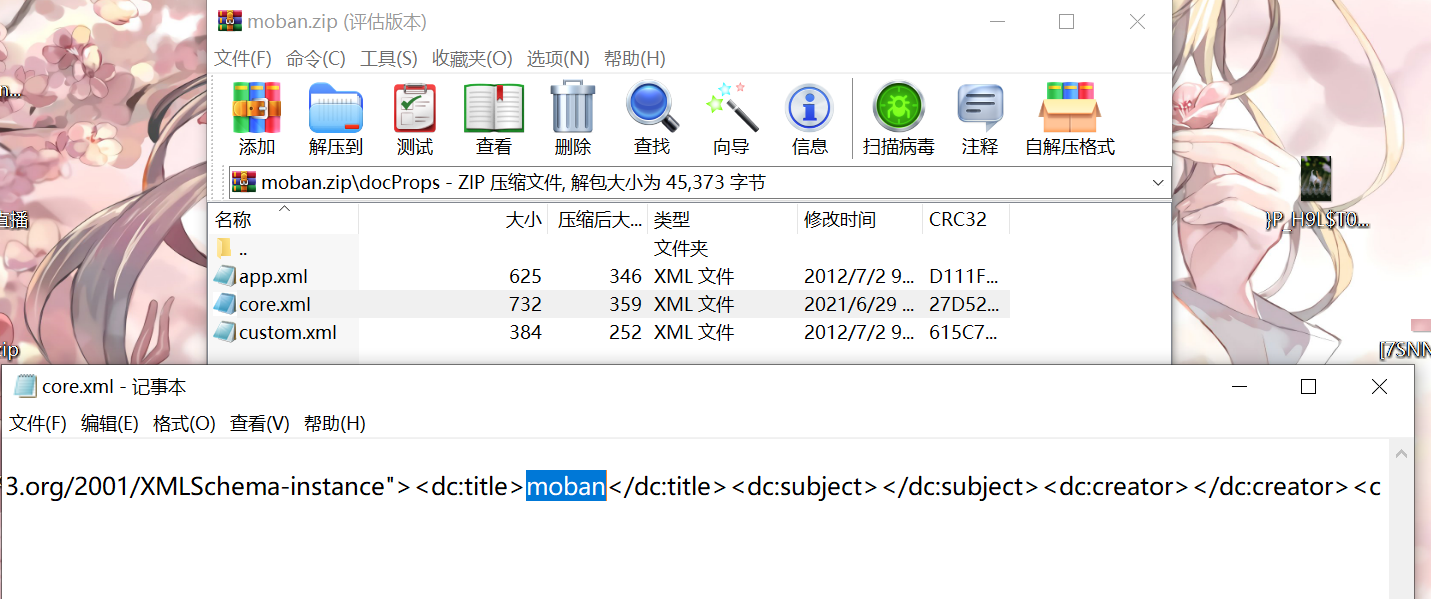 moban.zip (评估版本)
文件(F) 命令(C) 工具(S) 收藏夹(O) 选项(N) 帮助(H)
添加 解压到 测试 查看 删除 查找 向导 信息 扫描病毒 注释 自解压格式
moban.zip\docProps - ZIP 压缩文件, 解包大小为 45,373 字节
名称 大小 压缩后大... 类型 修改时间 CRC32
.. 文件夹
app.xml 625 346 XML 文件 2012/7/2 9... D111F...
core.xml 732 359 XML 文件 2021/6/29 ... 27D52...
custom.xml 384 252 XML 文件 2012/7/2 9... 615C7...
n...
直播
zip
}P_H9L$T0...
[7SNN
core.xml - 记事本
文件(F) 编辑(E) 格式(O) 查看(V) 帮助(H)
3.org/2001/XMLSchema-instance"><dc:title>moban</dc:title><dc:subject></dc:subject><dc:creator></dc:creator><c